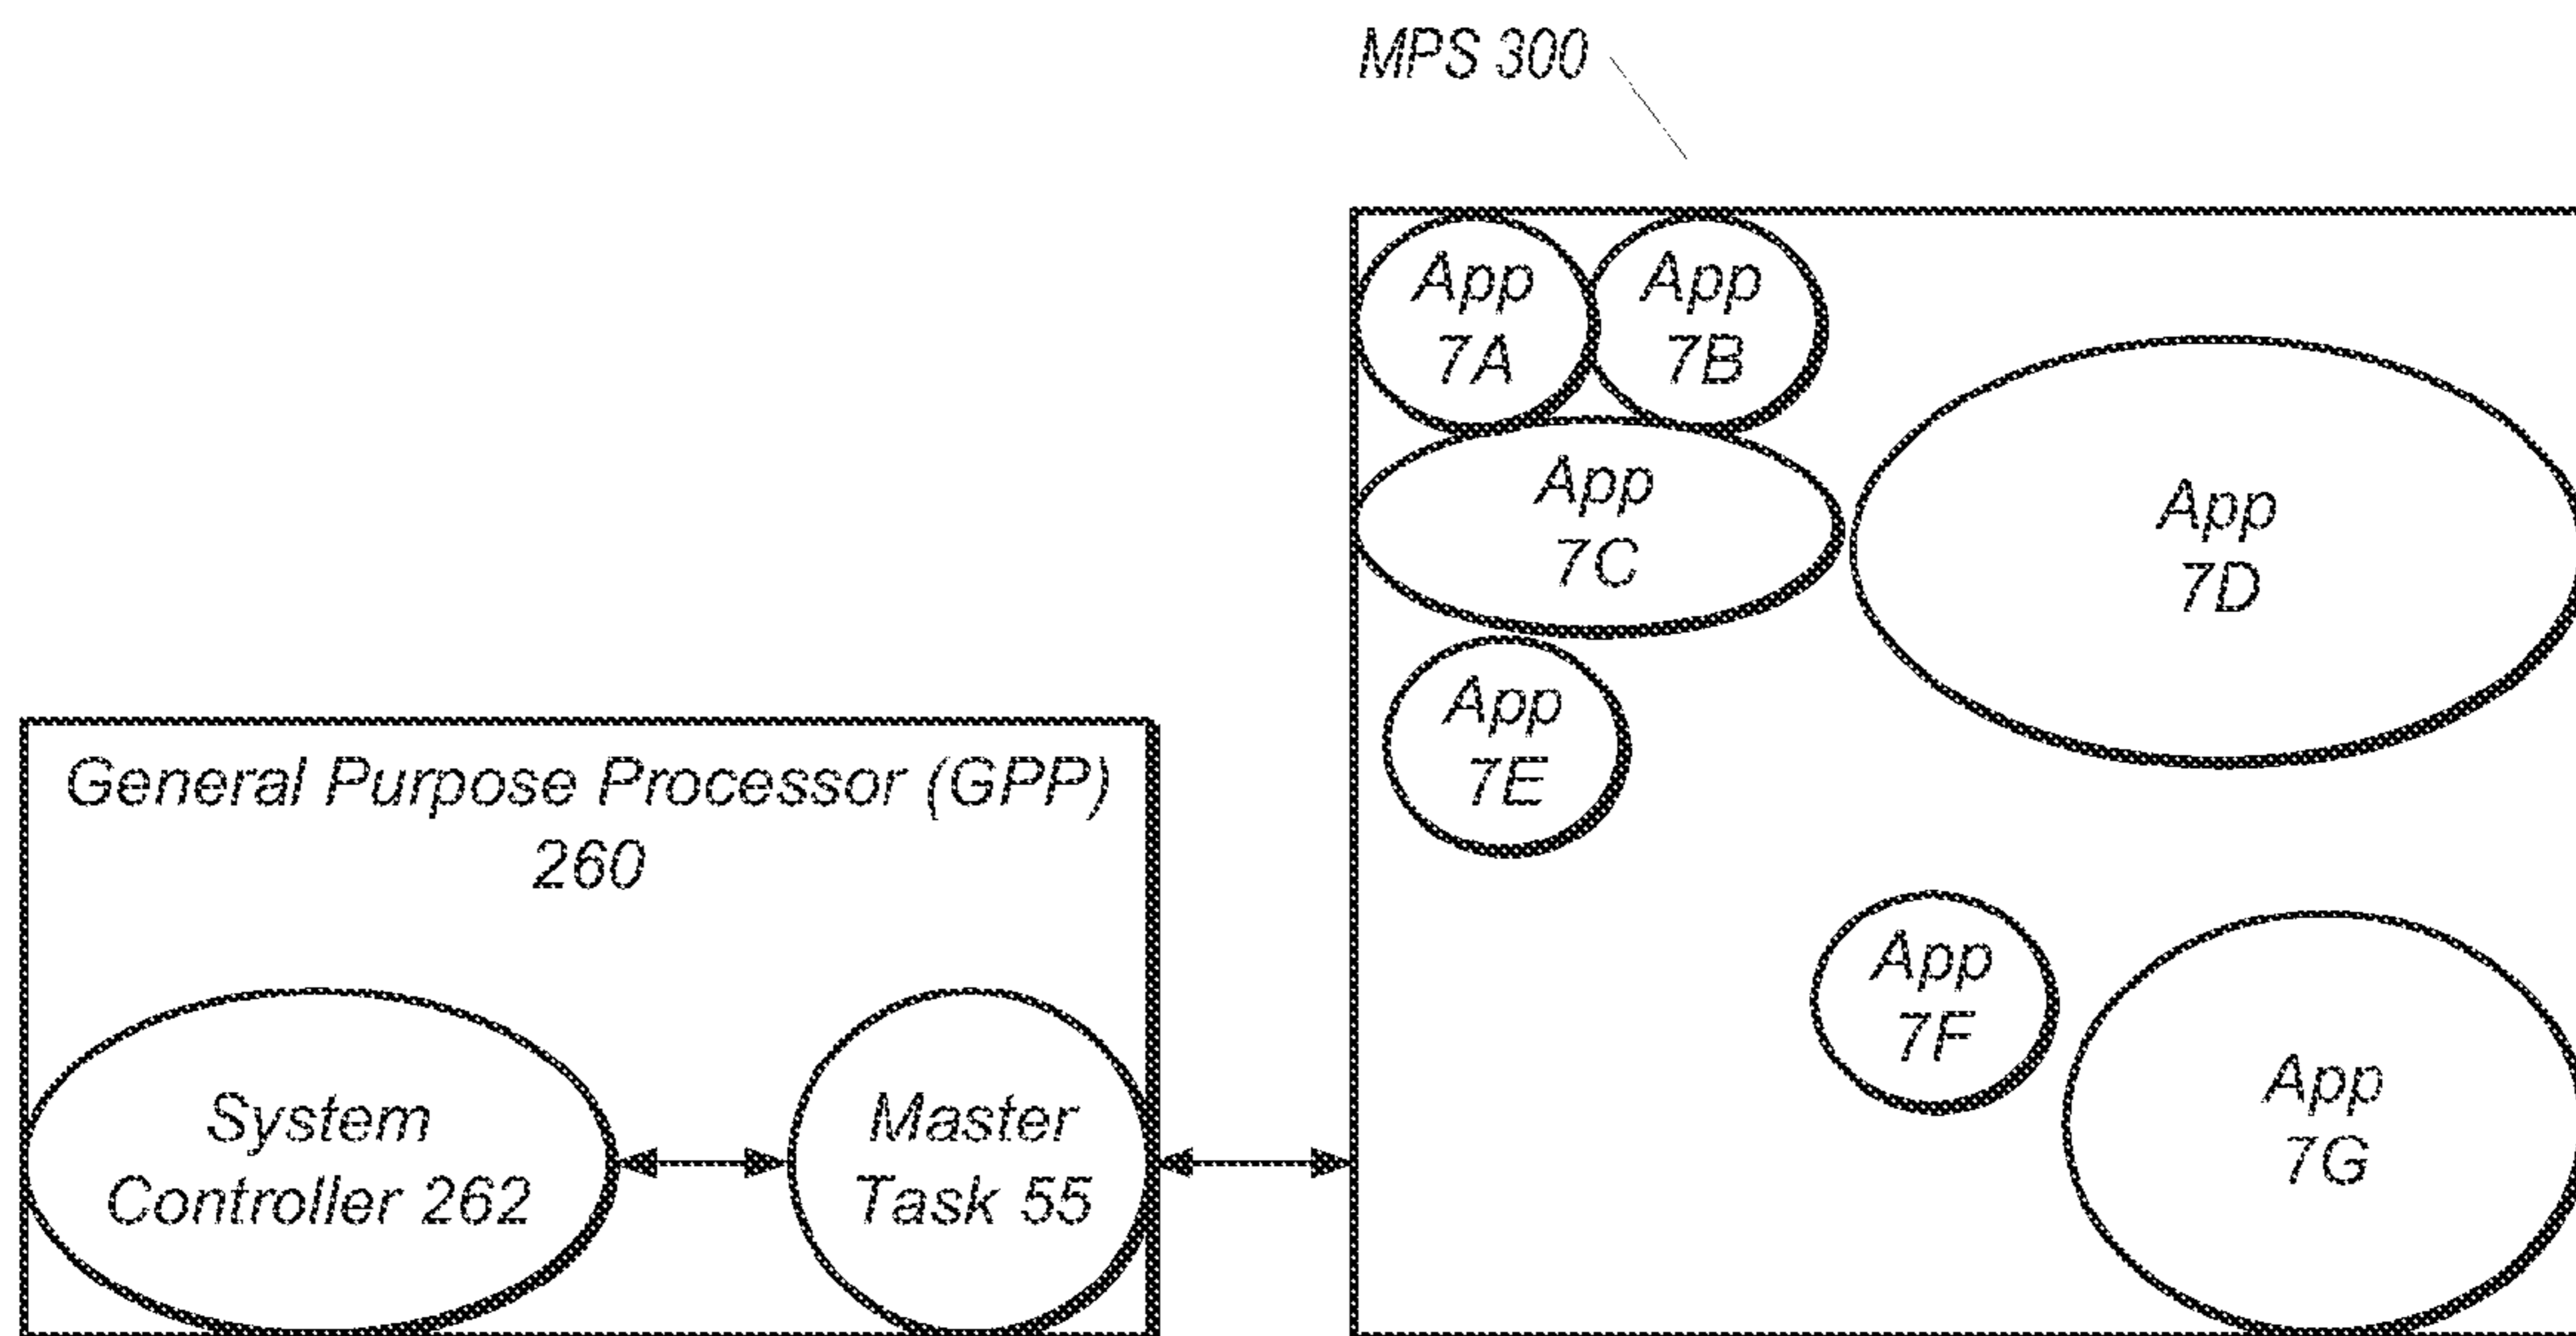 MPS 300
App
7A
App
7B
App
7C
App
7D
App
7E
General Purpose Processor (GPP)
260
App
7F
App
7G
System
Controller 262
Master
Task 55